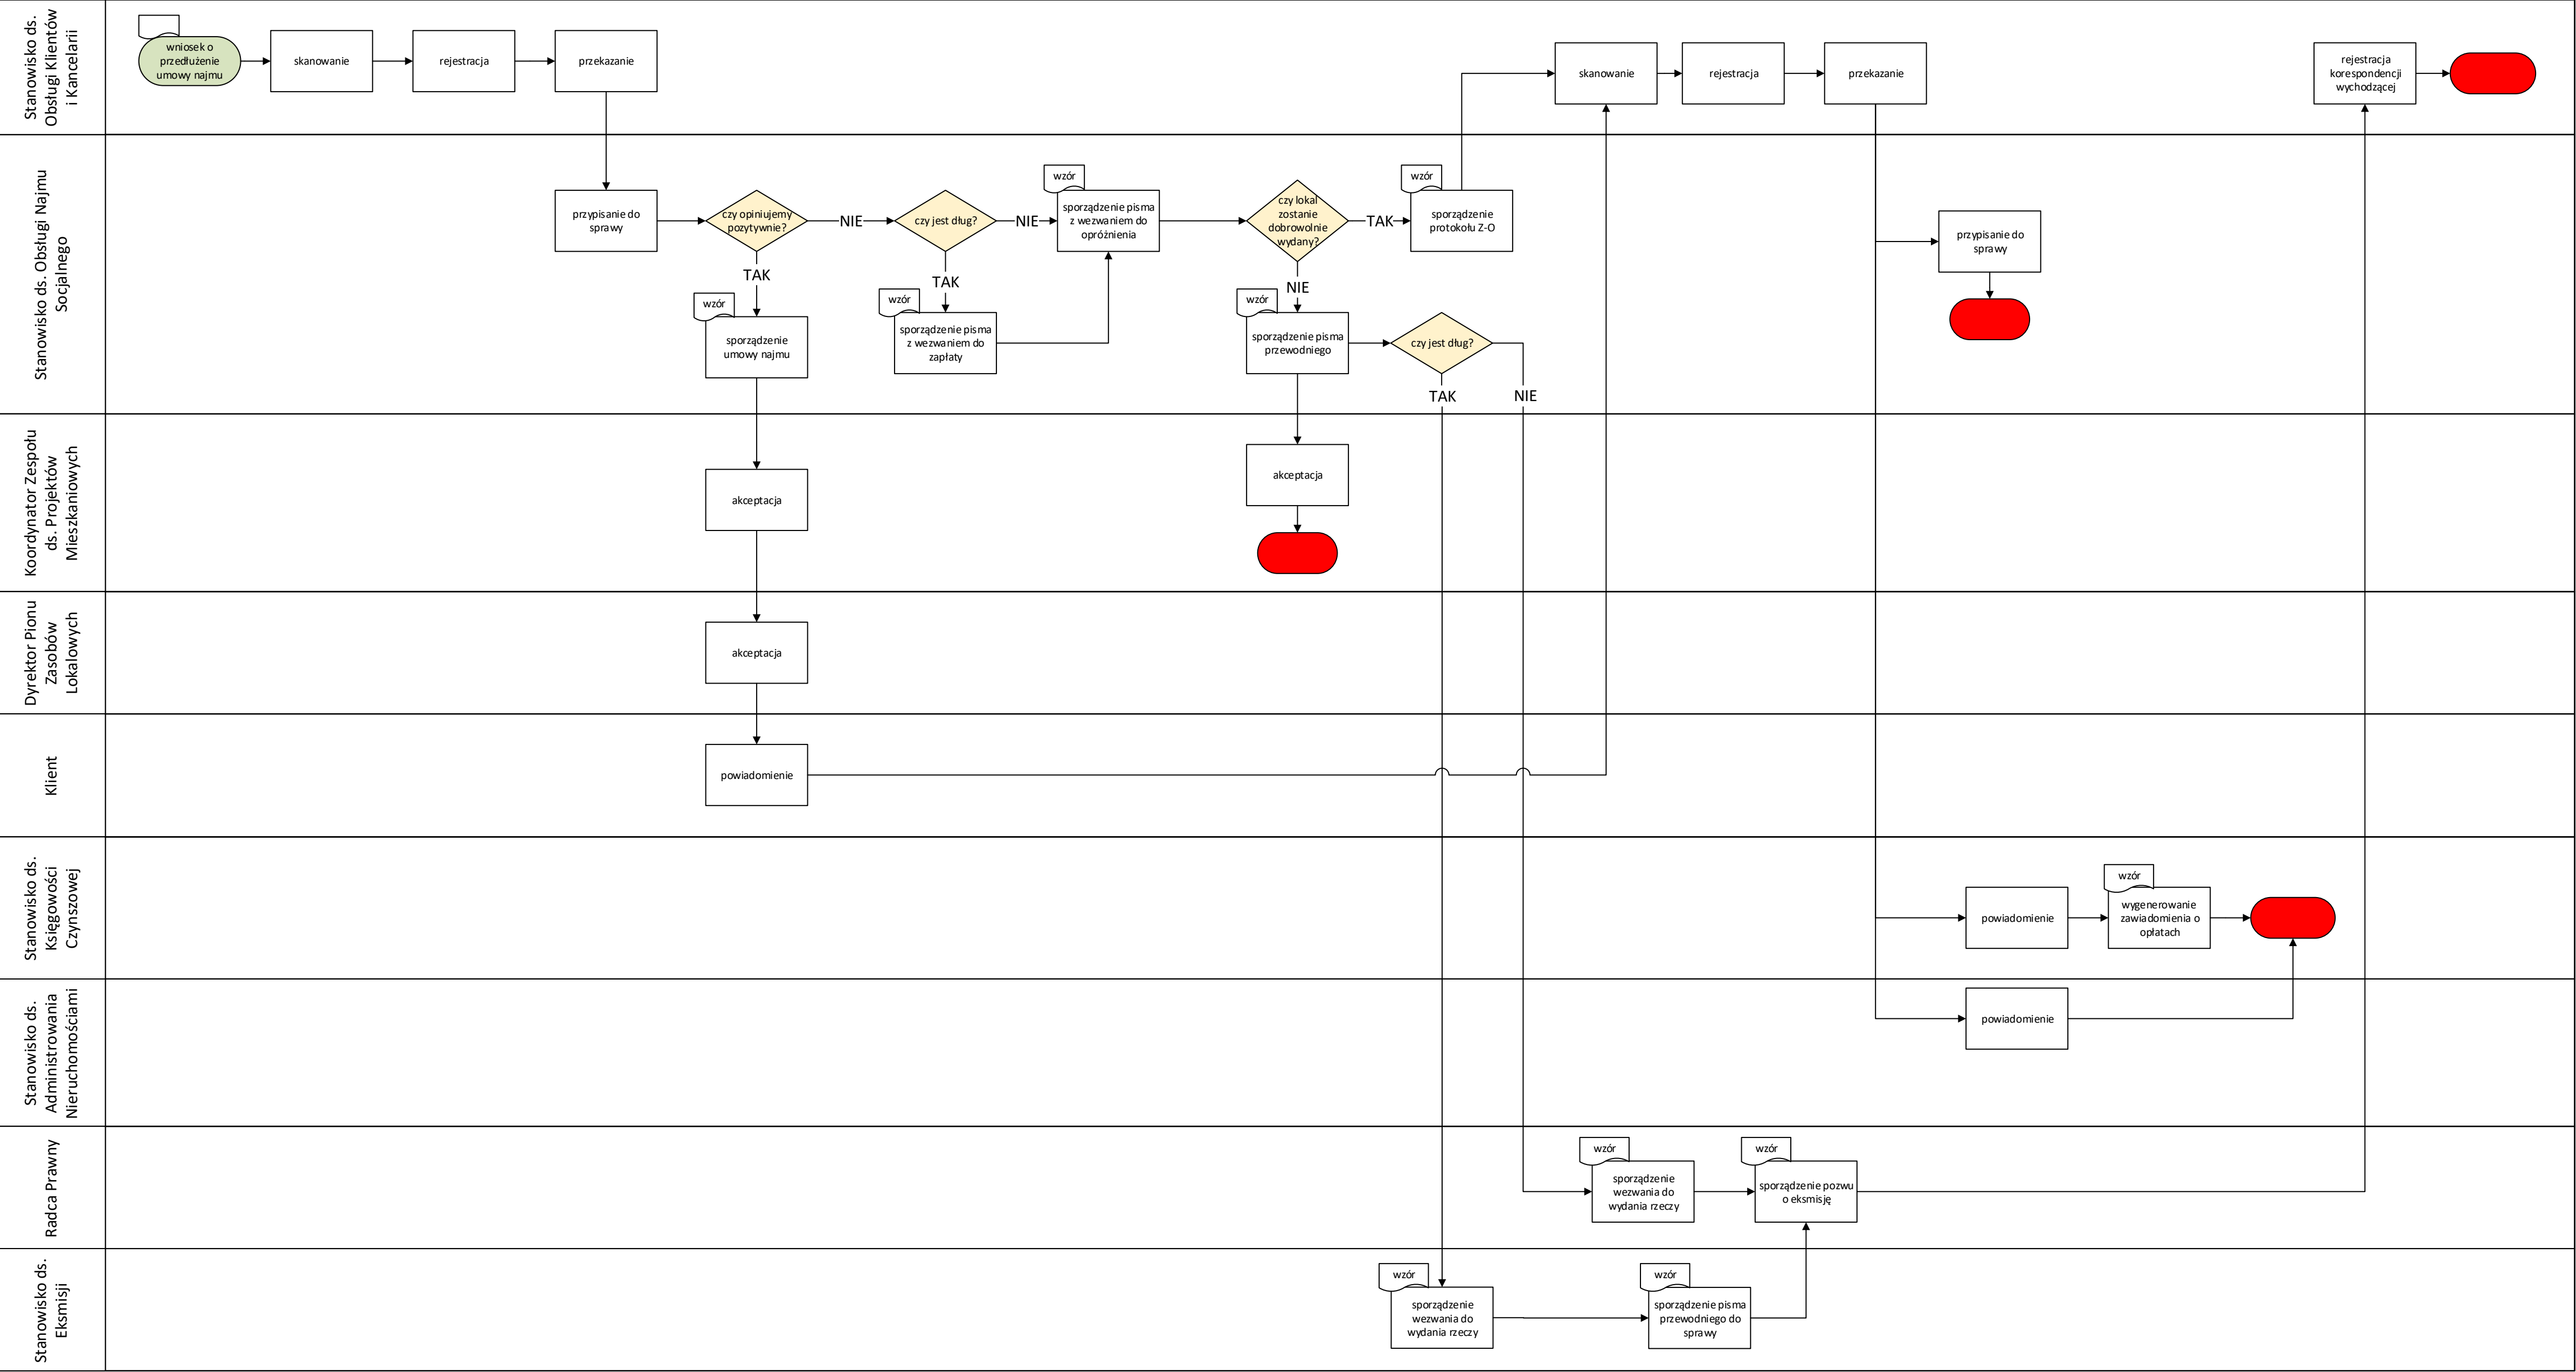 Stanowisko ds.
Obsługi Klientów
i Kancelarii
wniosek o
przedłużenie
umowy najmu
skanowanie
rejestracja
przekazanie
skanowanie
rejestracja
przekazanie
rejestracja
korespondencji
wychodzącej
Stanowisko ds. Obsługi Najmu
Socjalnego
przypisanie do
sprawy
czy opiniujemy
pozytywnie?
NIE
czy jest dług?
NIE
wzór
sporządzenie pisma
z wezwaniem do
opróżnienia
czy lokal
zostanie
dobrowolnie
wydany?
TAK
wzór
sporządzenie
protokołu Z-O
przypisanie do
sprawy
TAK
wzór
sporządzenie
umowy najmu
TAK
wzór
sporządzenie pisma
z wezwaniem do
zapłaty
NIE
wzór
sporządzenie pisma
przewodniego
czy jest dług?
TAK
NIE
Koordynator Zespołu
ds. Projektów
Mieszkaniowych
akceptacja
akceptacja
Dyrektor Pionu
Zasobów
Lokalowych
akceptacja
Klient
powiadomienie
Stanowisko ds.
Księgowości
Czynszowej
powiadomienie
wzór
wygenerowanie
zawiadomienia o
opłatach
Stanowisko ds.
Administrowania
Nieruchomościami
powiadomienie
Radca Prawny
wzór
sporządzenie
wezwania do
wydania rzeczy
wzór
sporządzenie pozwu
o eksmisję
Stanowisko ds.
Eksmisji
wzór
sporządzenie
wezwania do
wydania rzeczy
wzór
sporządzenie pisma
przewodniego do
sprawy